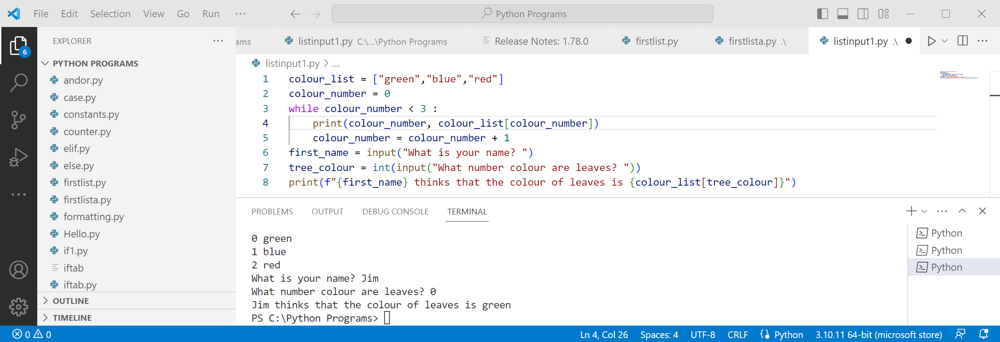 File Edit Selection View Go Run ··· Python Programs
EXPLORER ···
6
PYTHON PROGRAMS
andor.py
case.py
constants.py
counter.py
elif.py
else.py
firstlist.py
firstlista.py
formatting.py
Hello.py
if1.py
iftab
iftab.py
OUTLINE
TIMELINE
ams listinput1.py C:\...\Python Programs Release Notes: 1.78.0 firstlist.py firstlista.py .\ listinput1.py .\ ● ···
listinput1.py > ...
1 colour_list = ["green","blue","red"]
2 colour_number = 0
3 while colour_number < 3 :
4     print(colour_number, colour_list[colour_number])
5     colour_number = colour_number + 1
6 first_name = input("What is your name? ")
7 tree_colour = int(input("What number colour are leaves? "))
8 print(f"{first_name} thinks that the colour of leaves is {colour_list[tree_colour]}")
PROBLEMS OUTPUT DEBUG CONSOLE TERMINAL
0 green
1 blue
2 red
What is your name? Jim
What number colour are leaves? 0
Jim thinks that the colour of leaves is green
PS C:\Python Programs>
Python
Python
Python
0 0 Ln 4, Col 26 Spaces: 4 UTF-8 CRLF Python 3.10.11 64-bit (microsoft store)